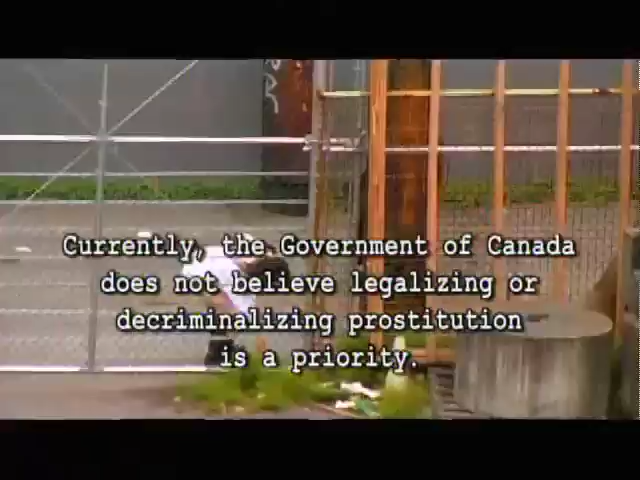 Currently, the Government of Canada
does not believe legalizing or
decriminalizing prostitution
is a priority.